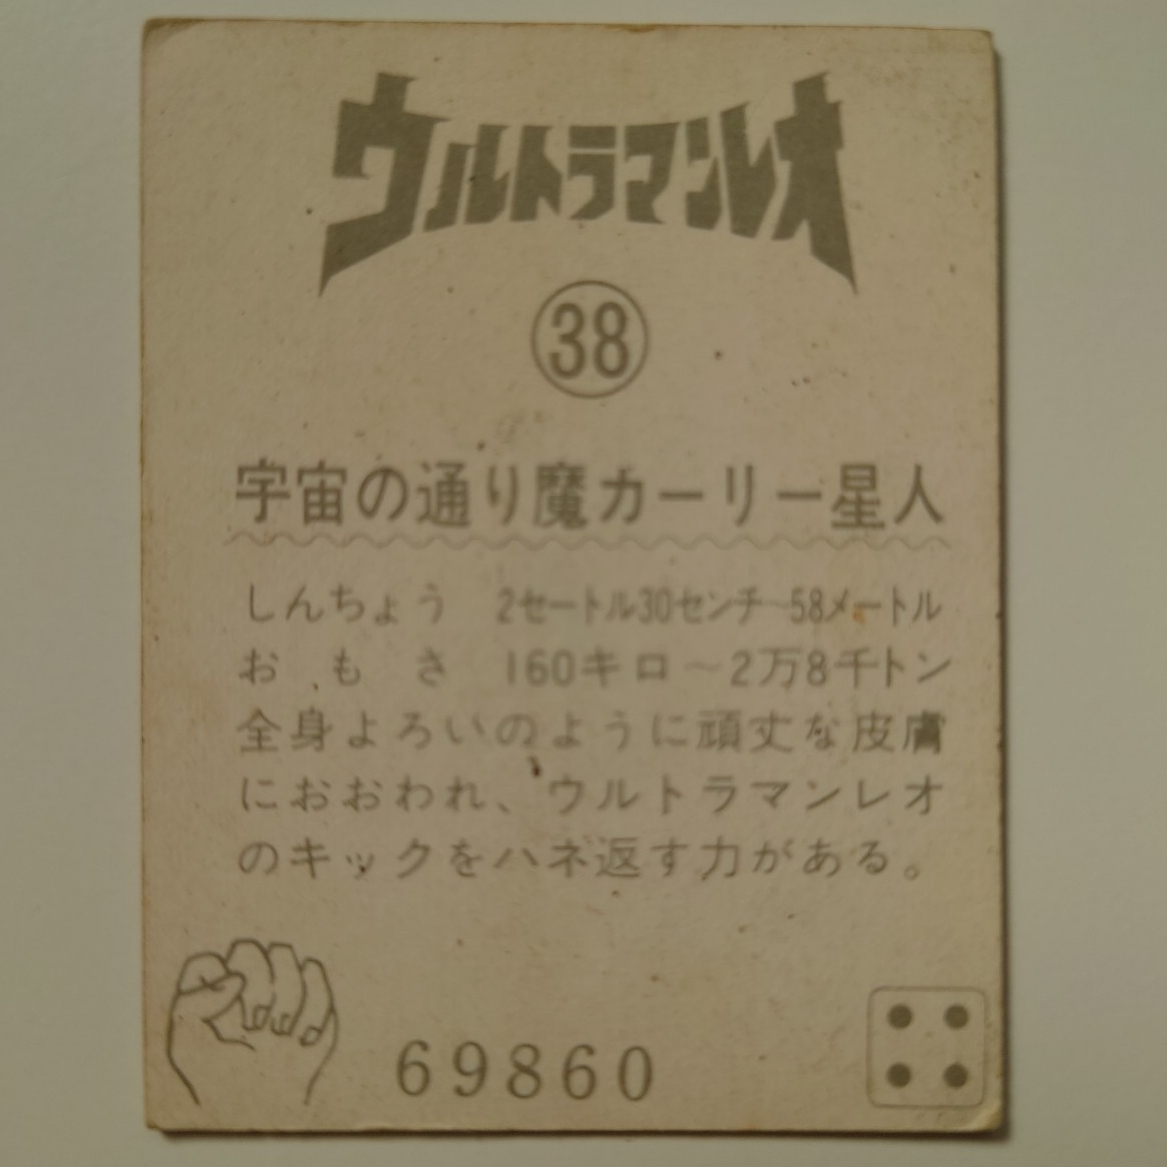 ウルトラマンレオ
38
宇宙の通り魔カーリー星人
しんちょう 2セートル30センチ~58メートル
おもさ 160キロ~2万8千トン
全身よろいのように頑丈な皮膚
におおわれ、ウルトラマンレオ
のキックをハネ返す力がある。
69860